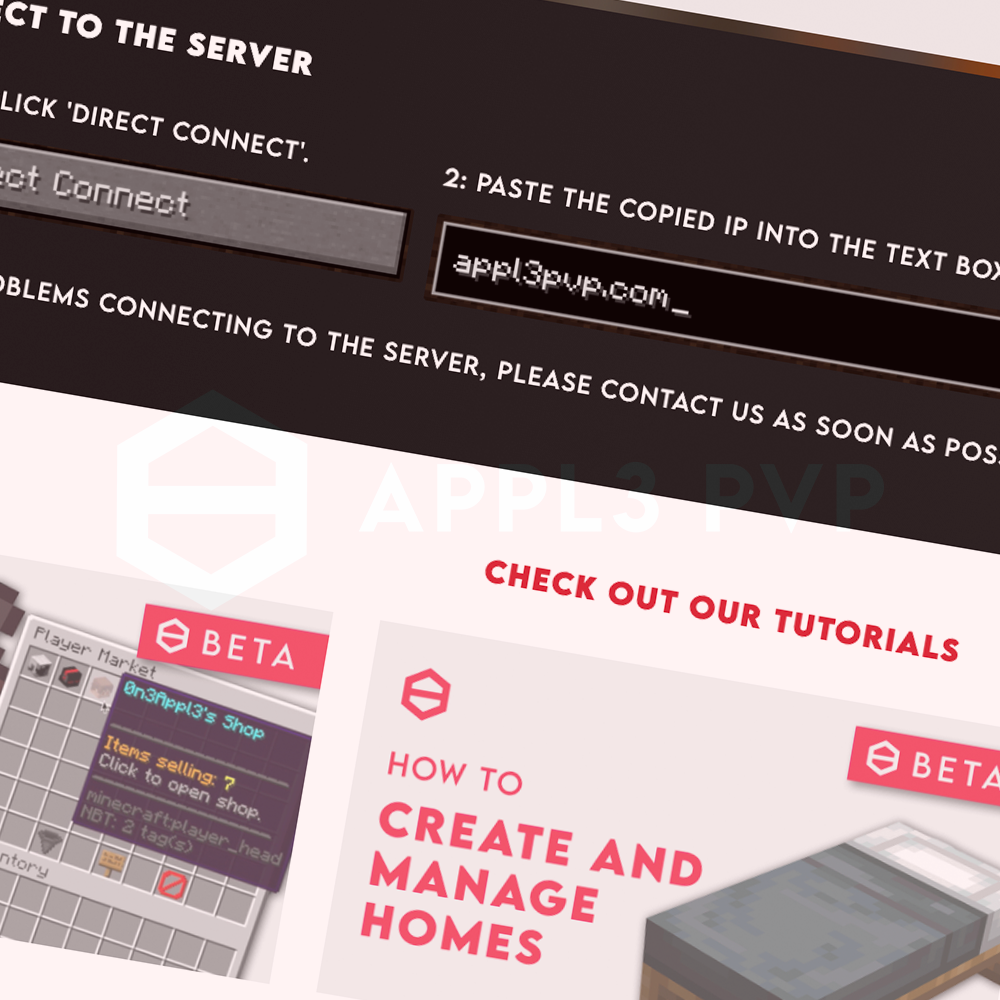 ECT TO THE SERVER
LICK 'DIRECT CONNECT'.
ect Connect
2: PASTE THE COPIED IP INTO THE TEXT BOX
appl3pvp.com_
OBLEMS CONNECTING TO THE SERVER, PLEASE CONTACT US AS SOON AS POS
APPL3 PVP
CHECK OUT OUR TUTORIALS
BETA
Player Market
0n3Appl3's Shop
Items selling: 7
Click to open shop.
minecraft:player_head
NBT: 2 tag(s)
ntory
HOW TO
CREATE AND
MANAGE
HOMES
BETA